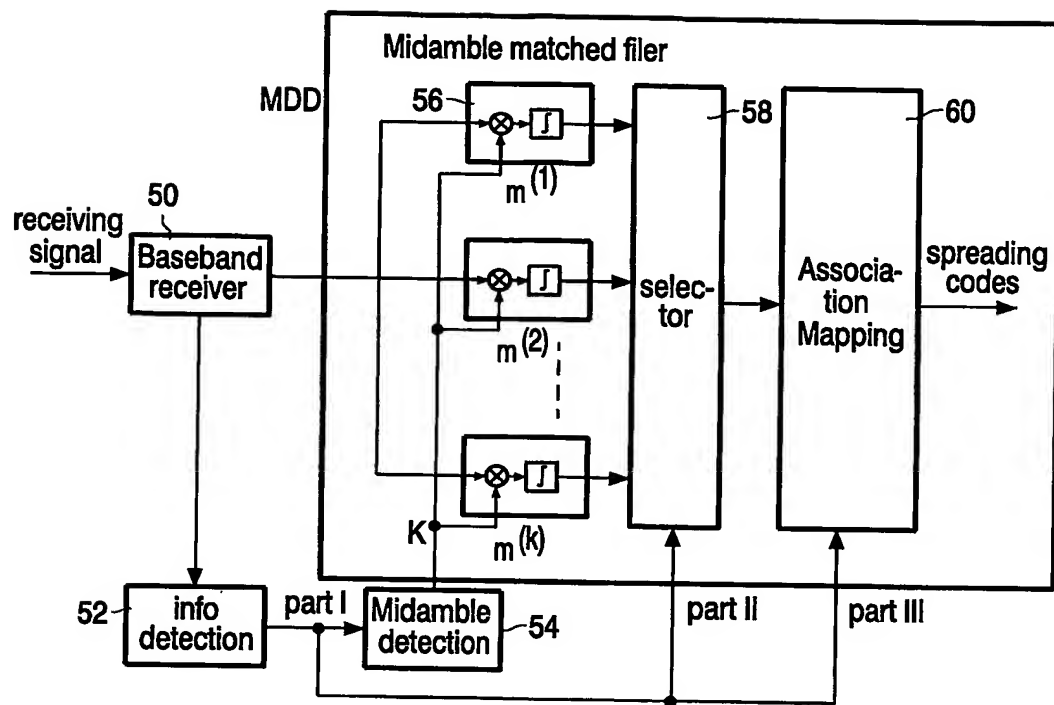 Midamble matched filer
MDD
56
58
60
m(1)
50
receiving
signal
Baseband
receiver
m(2)
selec-
tor
Associa-
tion
Mapping
spreading
codes
K
m(k)
52
info
detection
part I
Midamble
detection
54
part II
part III